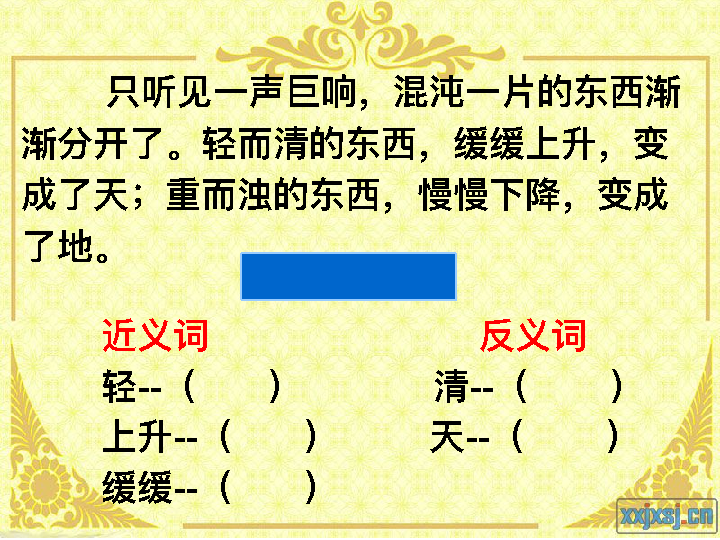 只听见一声巨响，混沌一片的东西渐
渐分开了。轻而清的东西，缓缓上升，变
成了天；重而浊的东西，慢慢下降，变成
了地。
近义词 反义词
轻--（ ） 清--（ ）
上升--（ ） 天--（ ）
缓缓--（ ）
xxjxsj.cn